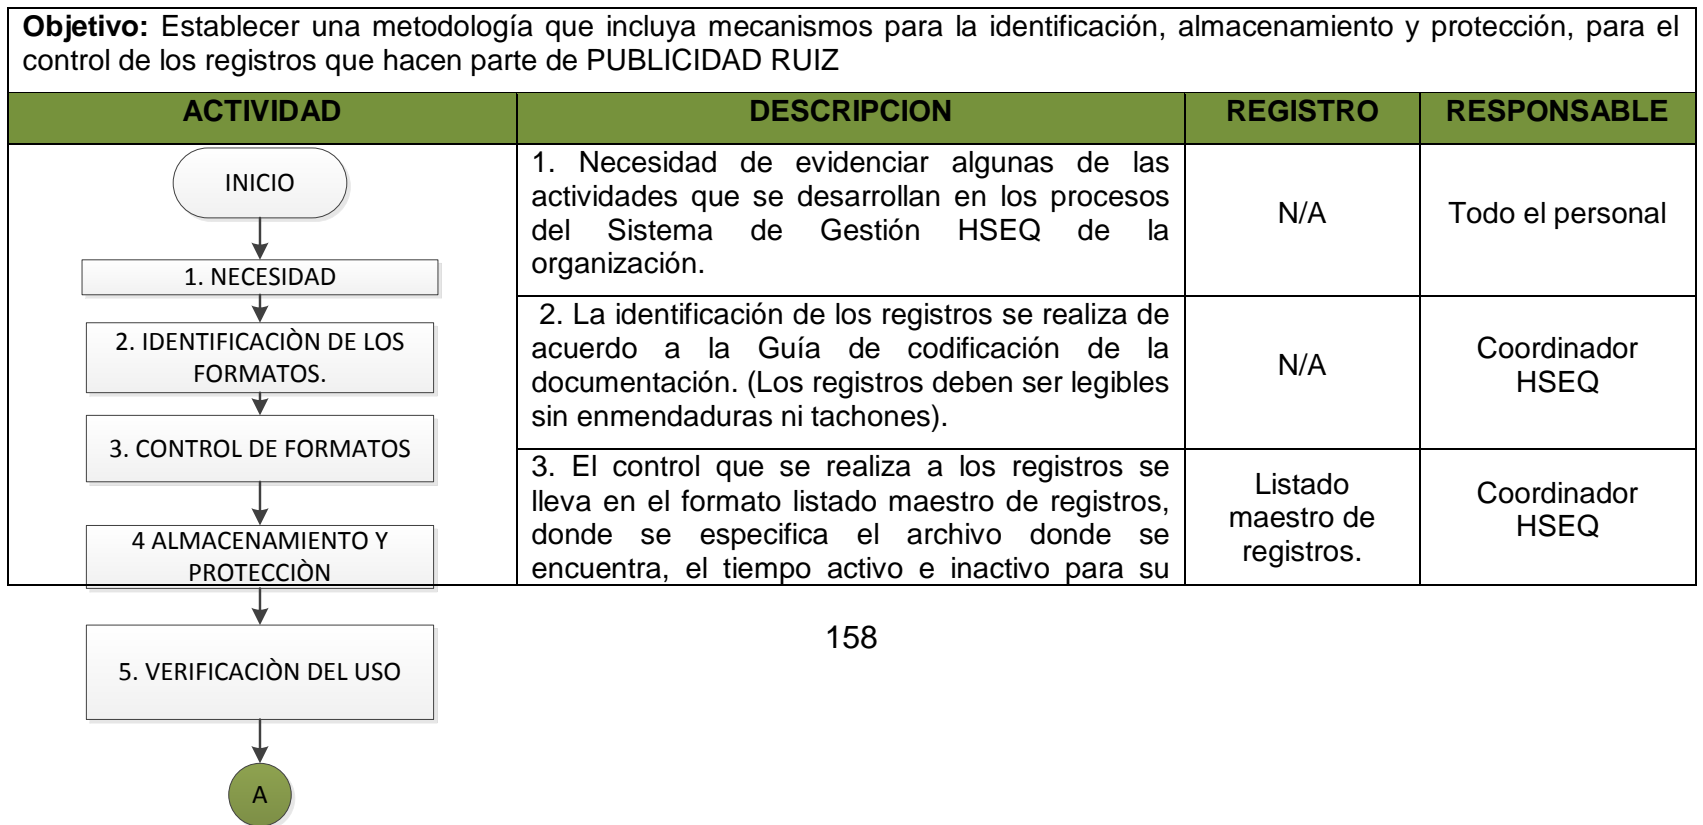 Objetivo: Establecer una metodología que incluya mecanismos para la identificación, almacenamiento y protección, para el
control de los registros que hacen parte de PUBLICIDAD RUIZ
ACTIVIDAD
DESCRIPCION
REGISTRO
RESPONSABLE
INICIO
1. NECESIDAD
2. IDENTIFICACIÒN DE LOS
FORMATOS.
3. CONTROL DE FORMATOS
4 ALMACENAMIENTO Y
PROTECCIÒN
5. VERIFICACIÒN DEL USO
A
1. Necesidad de evidenciar algunas de las
actividades que se desarrollan en los procesos
del Sistema de Gestión HSEQ de la
organización.
N/A
Todo el personal
2. La identificación de los registros se realiza de
acuerdo a la Guía de codificación de la
documentación. (Los registros deben ser legibles
sin enmendaduras ni tachones).
N/A
Coordinador
HSEQ
3. El control que se realiza a los registros se
lleva en el formato listado maestro de registros,
donde se especifica el archivo donde se
encuentra, el tiempo activo e inactivo para su
Listado
maestro de
registros.
Coordinador
HSEQ
158